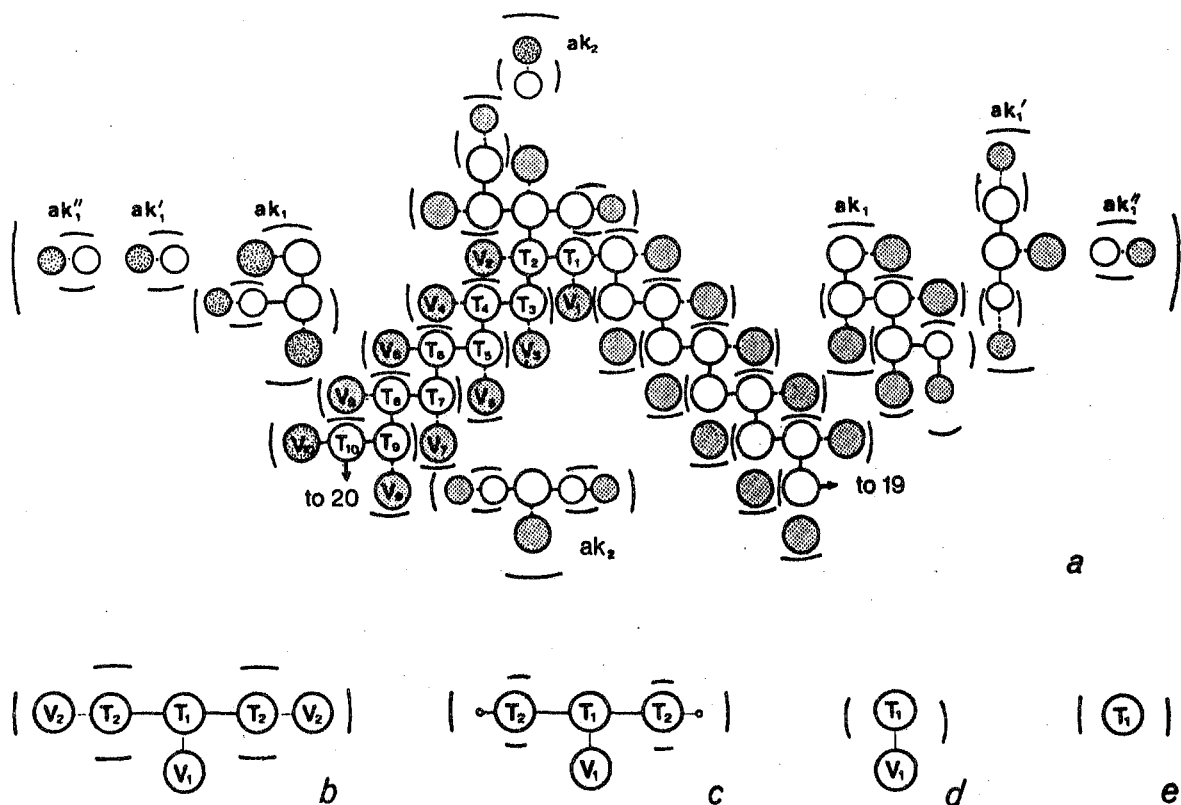 ak₂
ak₁′
ak₁″ ak₁′ ak₁ ak₁ ak₁″
V₂ T₂ T₁
V₄ T₄ T₃ V₁
V₆ T₆ T₅ V₃
V₈ T₈ T₇ V₅
V₁₀ T₁₀ T₉ V₇
to 20 V₉ to 19
ak₂
a
V₂ T₂ T₁ T₂ V₂
V₁
b
T₂ T₁ T₂
V₁
c
T₁
V₁
d
T₁
e